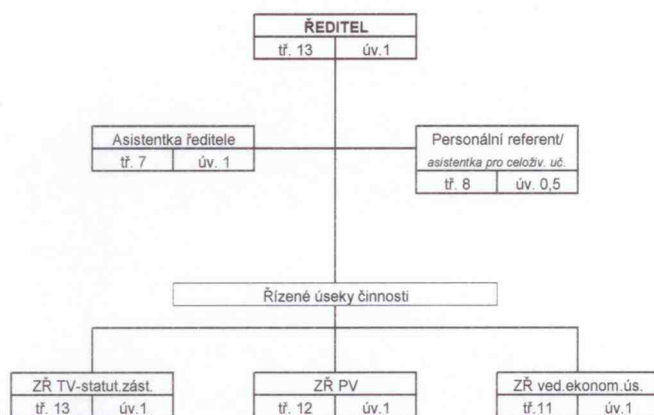 ŘEDITEL
tř. 13 úv.1
Asistentka ředitele
tř. 7 úv. 1
Personální referent/
asistentka pro celoživ. uč.
tř. 8 úv. 0,5
Řízené úseky činnosti
ZŘ TV-statut.zást.
tř. 13 úv.1
ZŘ PV
tř. 12 úv.1
ZŘ ved.ekonom.ús.
tř.11 úv.1